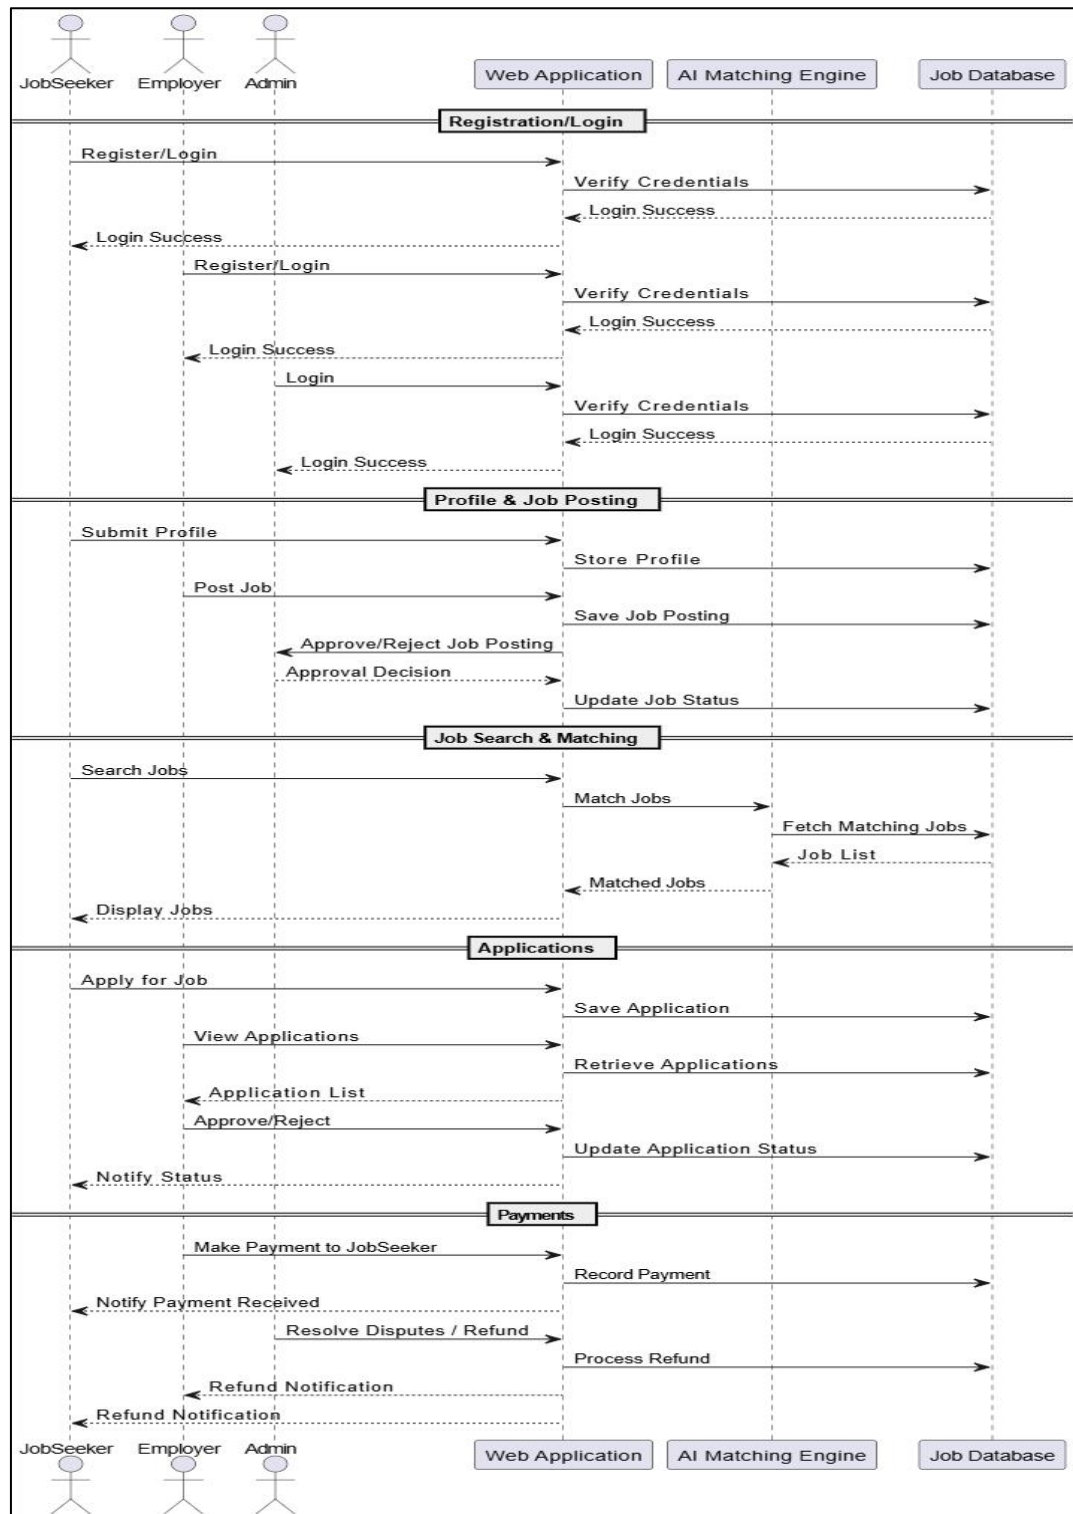 JobSeeker Employer Admin Web Application AI Matching Engine Job Database
Registration/Login
Register/Login
Verify Credentials
Login Success
Login Success
Register/Login
Verify Credentials
Login Success
Login Success
Login
Verify Credentials
Login Success
Login Success
Profile & Job Posting
Submit Profile
Store Profile
Post Job
Save Job Posting
Approve/Reject Job Posting
Approval Decision
Update Job Status
Job Search & Matching
Search Jobs
Match Jobs
Fetch Matching Jobs
Job List
Matched Jobs
Display Jobs
Applications
Apply for Job
Save Application
View Applications
Retrieve Applications
Application List
Approve/Reject
Update Application Status
Notify Status
Payments
Make Payment to JobSeeker
Record Payment
Notify Payment Received
Resolve Disputes / Refund
Process Refund
Refund Notification
Refund Notification
JobSeeker Employer Admin Web Application AI Matching Engine Job Database